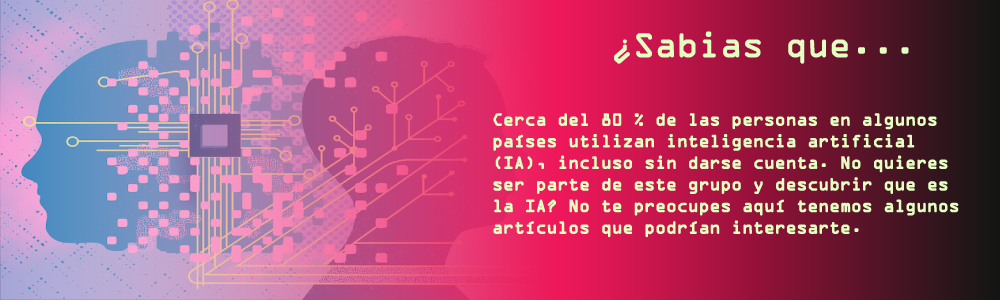 ¿Sabias que...
Cerca del 80 % de las personas en algunos
países utilizan inteligencia artificial
(IA), incluso sin darse cuenta. No quieres
ser parte de este grupo y descubrir que es
la IA? No te preocupes aquí tenemos algunos
artículos que podrían interesarte.